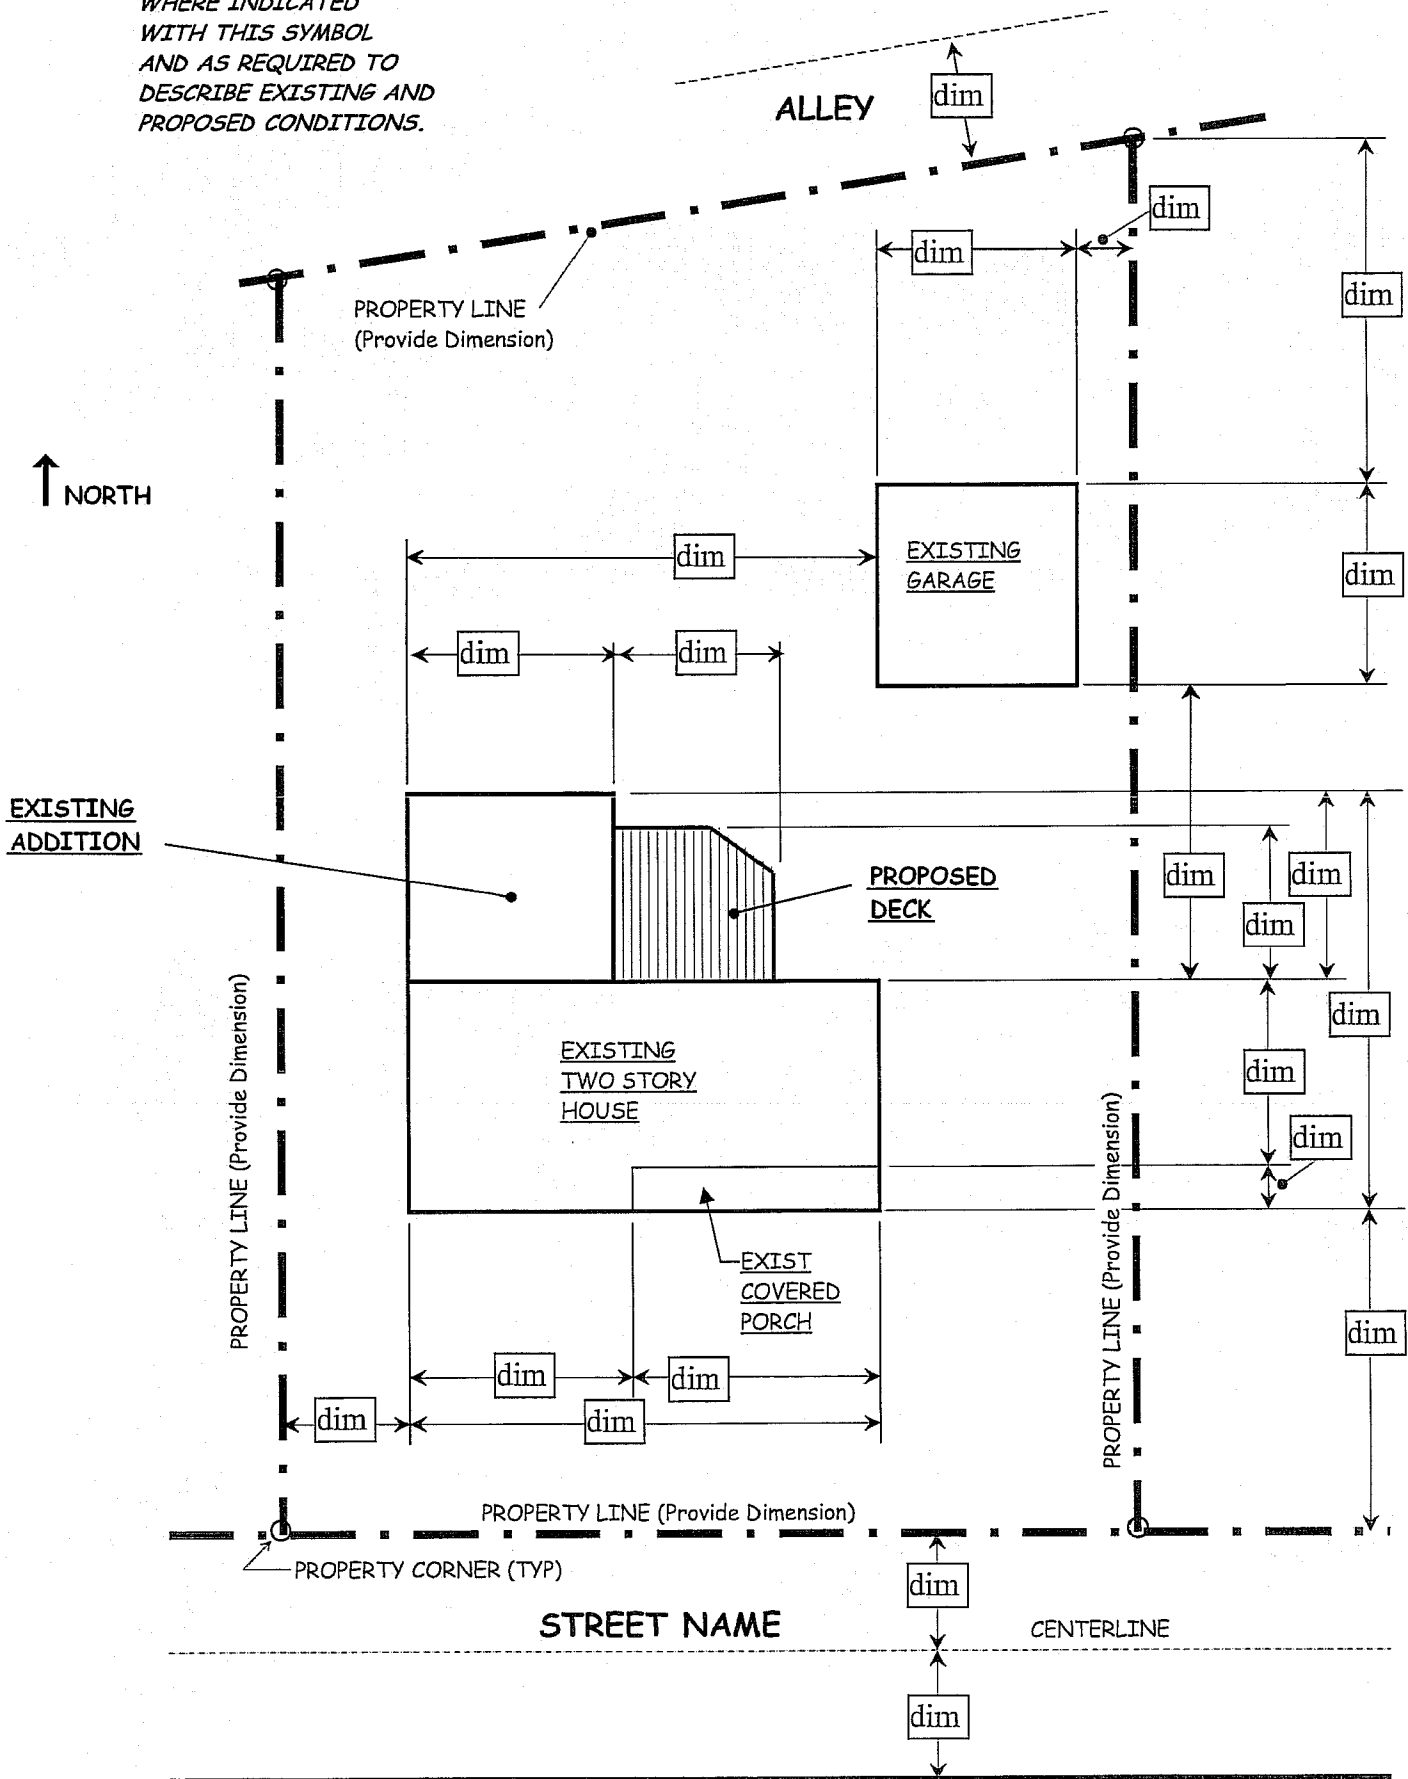 WHERE INDICATED
WITH THIS SYMBOL
AND AS REQUIRED TO
DESCRIBE EXISTING AND
PROPOSED CONDITIONS.
ALLEY
dim
dim
dim
dim
PROPERTY LINE
(Provide Dimension)
NORTH
dim
EXISTING
GARAGE
dim
dim
dim
EXISTING
ADDITION
PROPOSED
DECK
dim
dim
dim
dim
EXISTING
TWO STORY
HOUSE
dim
dim
PROPERTY LINE (Provide Dimension)
PROPERTY LINE (Provide Dimension)
EXIST
COVERED
PORCH
dim
dim
dim
dim
dim
PROPERTY LINE (Provide Dimension)
PROPERTY CORNER (TYP)
dim
STREET NAME
CENTERLINE
dim